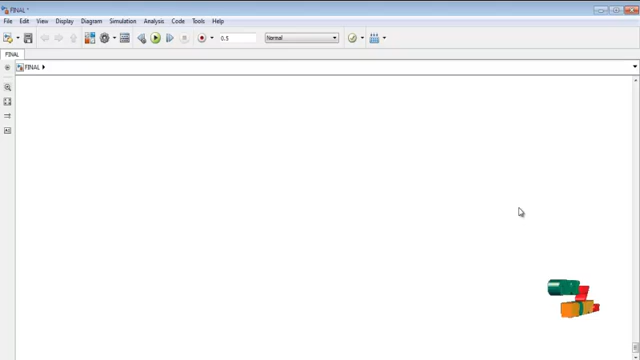 FINAL *
File Edit View Display Diagram Simulation Analysis Code Tools Help
0.5 Normal
FINAL
FINAL